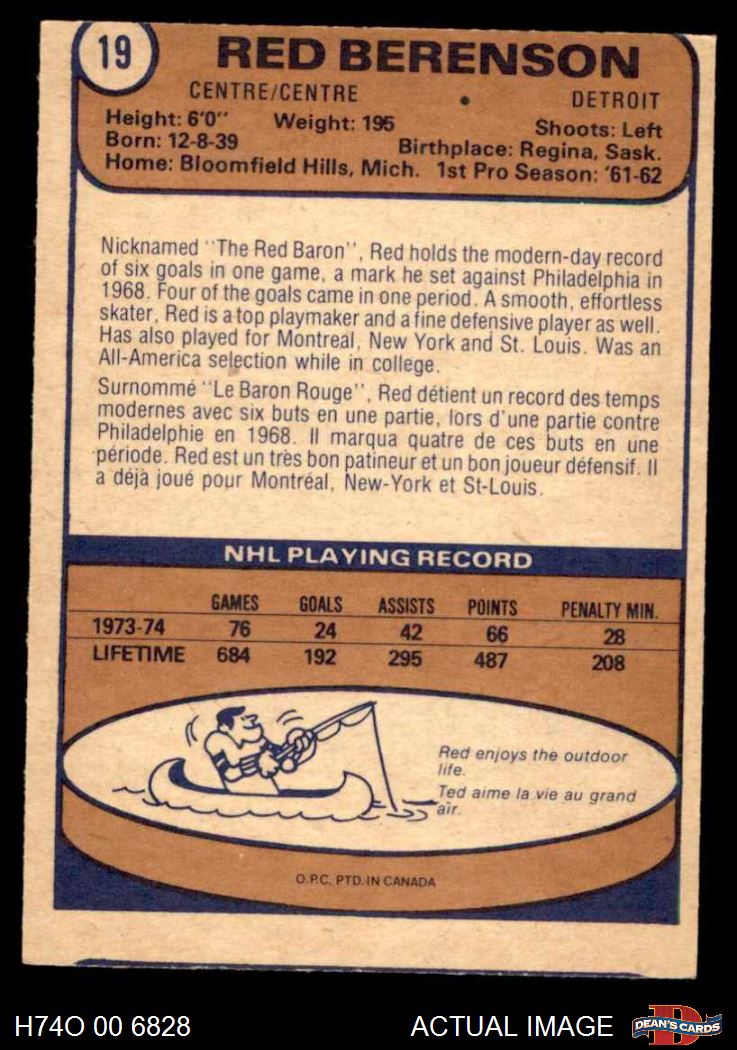 19
RED BERENSON
CENTRE/CENTRE • DETROIT
Height: 6'0" Weight: 195 Shoots: Left
Born: 12-8-39 Birthplace: Regina, Sask.
Home: Bloomfield Hills, Mich. 1st Pro Season: '61-62
Nicknamed "The Red Baron", Red holds the modern-day record
of six goals in one game, a mark he set against Philadelphia in
1968. Four of the goals came in one period. A smooth, effortless
skater, Red is a top playmaker and a fine defensive player as well.
Has also played for Montreal, New York and St. Louis. Was an
All-America selection while in college.
Surnommé "Le Baron Rouge", Red détient un record des temps
modernes avec six buts en une partie, lors d'une partie contre
Philadelphie en 1968. Il marqua quatre de ces buts en une
période. Red est un très bon patineur et un bon joueur défensif. Il
a déjà joué pour Montréal, New-York et St-Louis.
NHL PLAYING RECORD
GAMES GOALS ASSISTS POINTS PENALTY MIN.
1973-74 76 24 42 66 28
LIFETIME 684 192 295 487 208
Red enjoys the outdoor
life.
Ted aime la vie au grand
air.
O.P.C. PTD. IN CANADA
H74O 00 6828 ACTUAL IMAGE DEAN'S CARDS